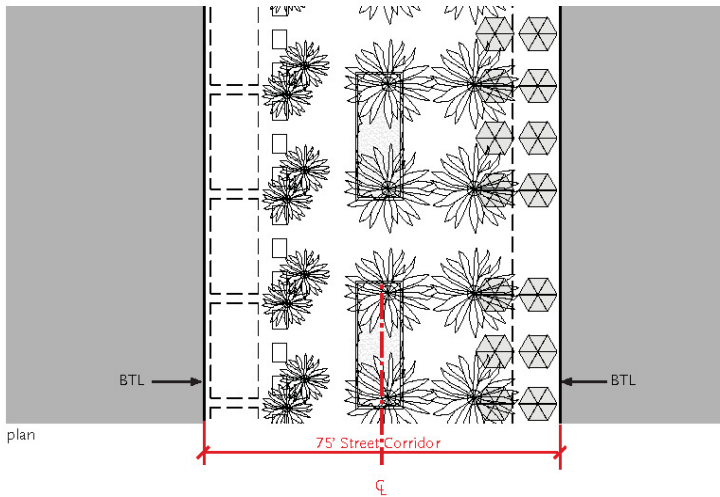 BTL
BTL
plan
75' Street Corridor
℄